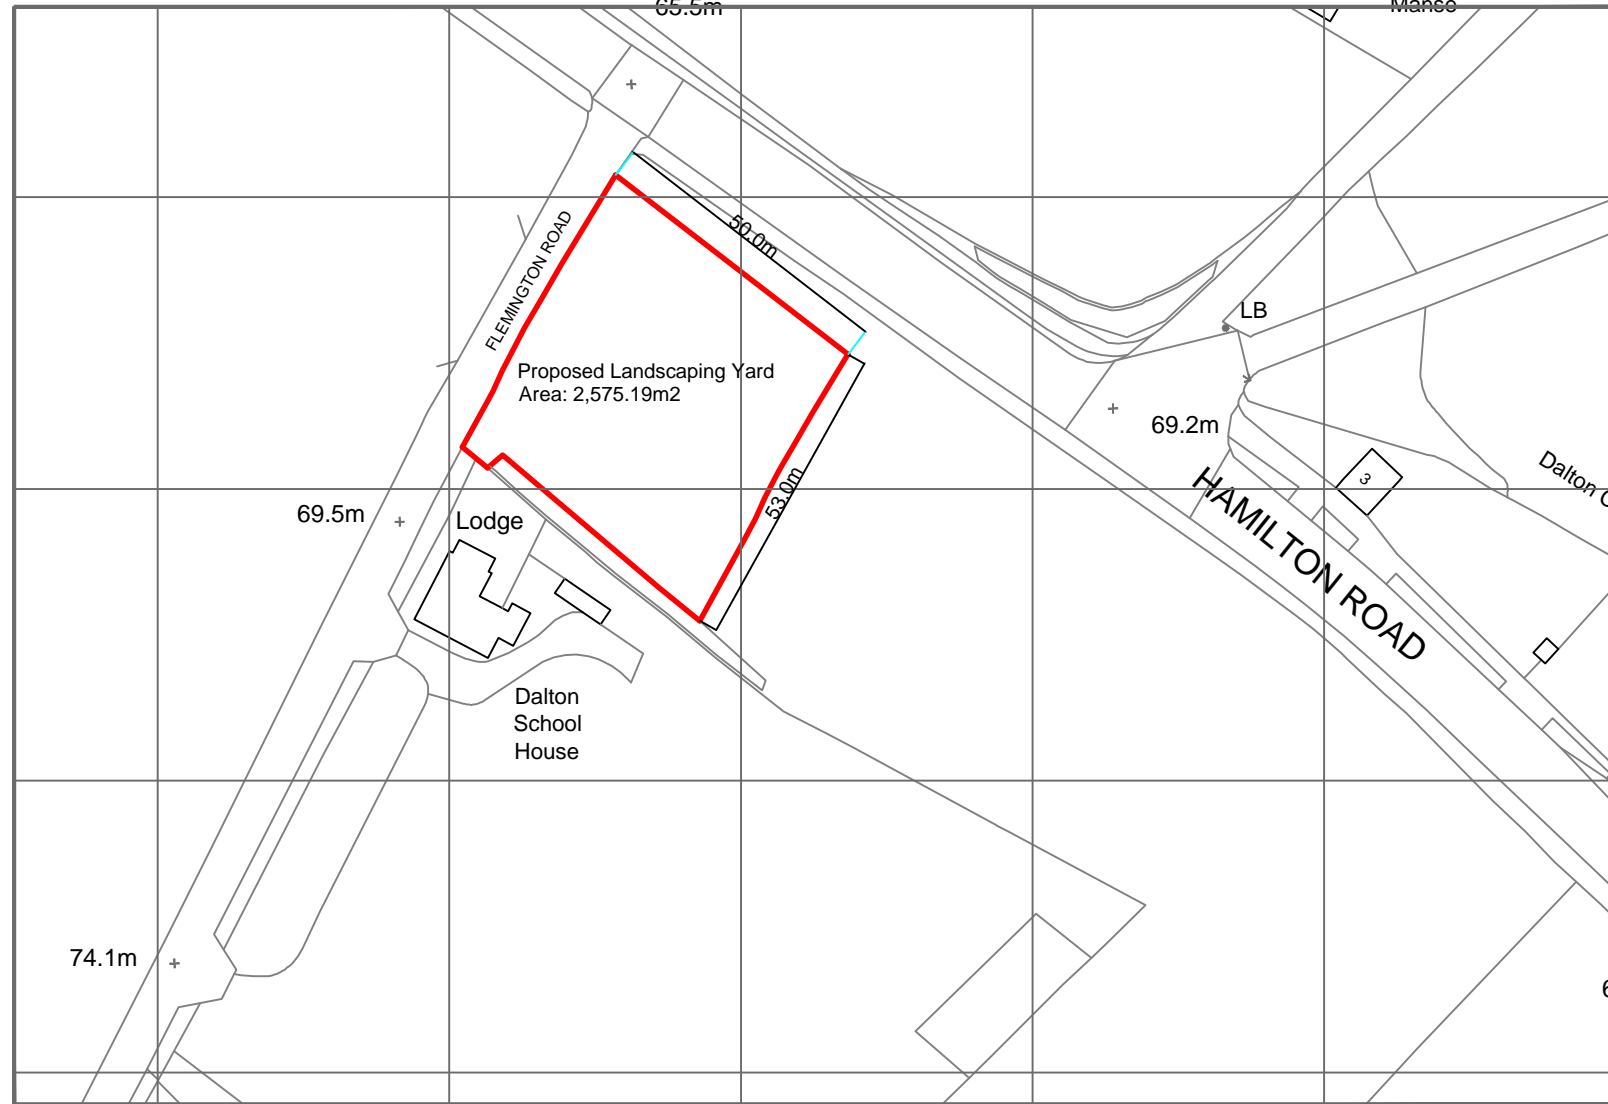 65.5m
Manse
FLEMINGTON ROAD
50.0m
LB
Proposed Landscaping Yard
Area: 2,575.19m2
69.2m
53.0m
3
Dalton
HAMILTON ROAD
69.5m
Lodge
Dalton
School
House
74.1m